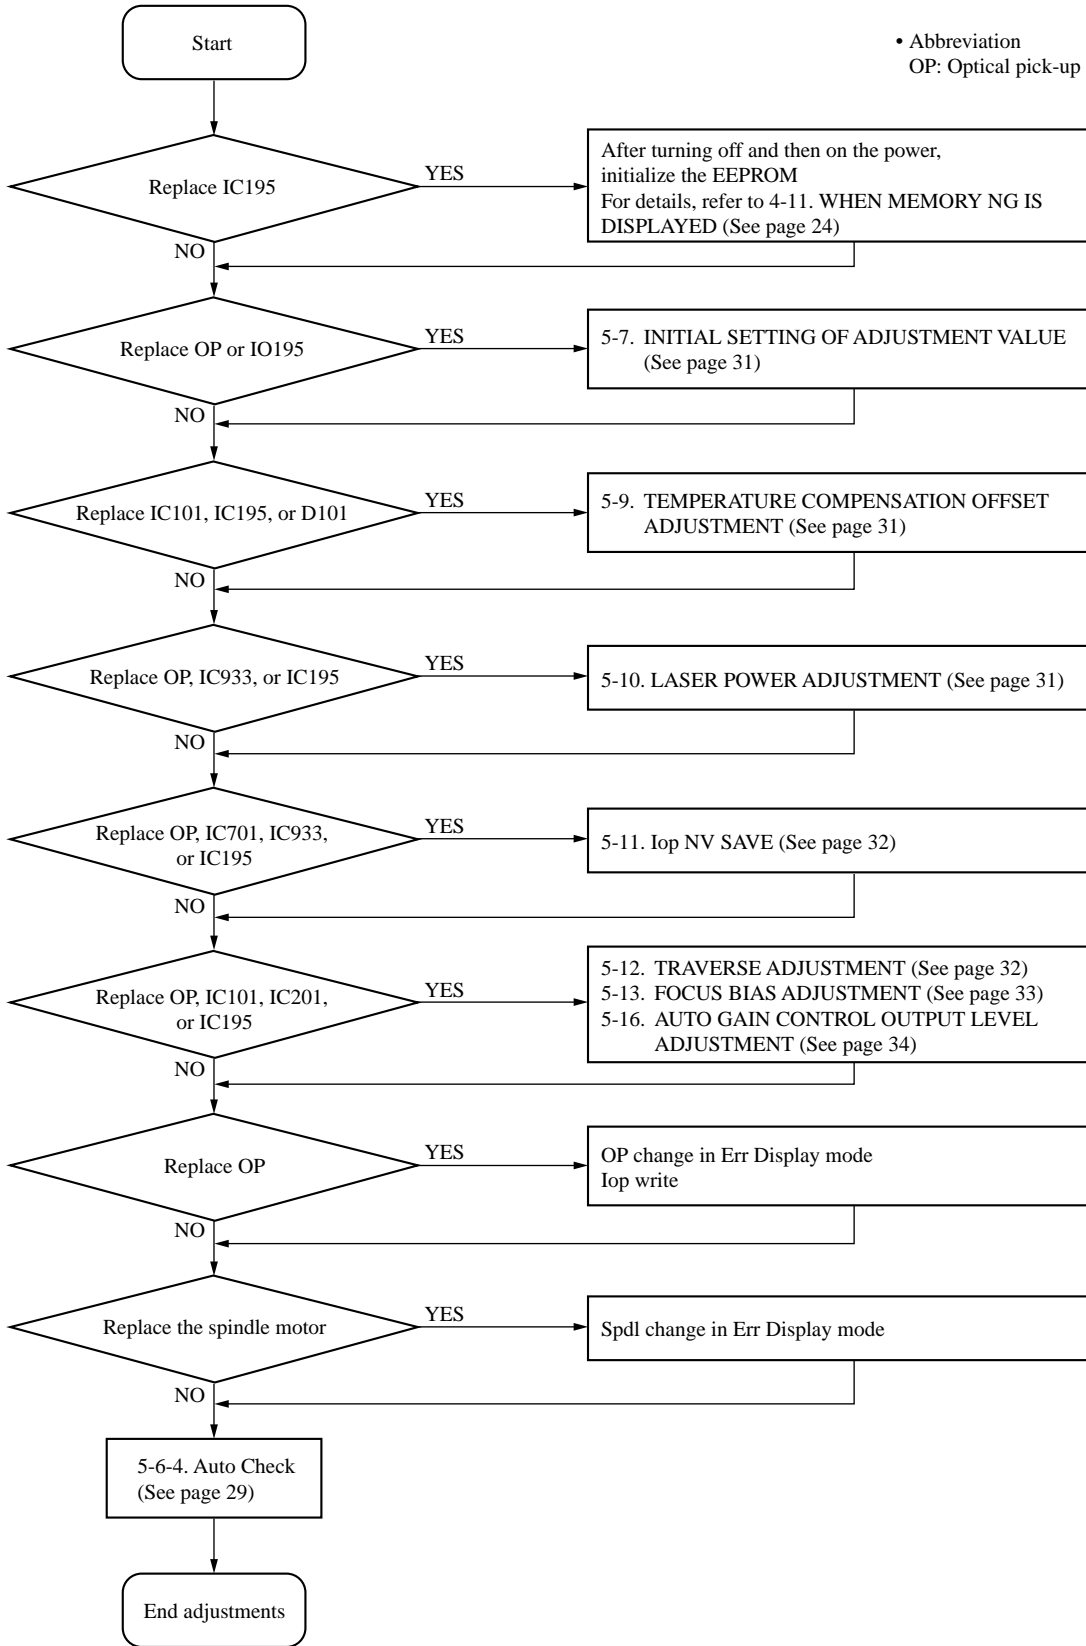 Start
• Abbreviation
OP: Optical pick-up
Replace IC195
YES
After turning off and then on the power,
initialize the EEPROM
For details, refer to 4-11. WHEN MEMORY NG IS
DISPLAYED (See page 24)
NO
Replace OP or IO195
YES
5-7. INITIAL SETTING OF ADJUSTMENT VALUE
(See page 31)
NO
Replace IC101, IC195, or D101
YES
5-9. TEMPERATURE COMPENSATION OFFSET
ADJUSTMENT (See page 31)
NO
Replace OP, IC933, or IC195
YES
5-10. LASER POWER ADJUSTMENT (See page 31)
NO
Replace OP, IC701, IC933,
or IC195
YES
5-11. Iop NV SAVE (See page 32)
NO
Replace OP, IC101, IC201,
or IC195
YES
5-12. TRAVERSE ADJUSTMENT (See page 32)
5-13. FOCUS BIAS ADJUSTMENT (See page 33)
5-16. AUTO GAIN CONTROL OUTPUT LEVEL
ADJUSTMENT (See page 34)
NO
Replace OP
YES
OP change in Err Display mode
Iop write
NO
Replace the spindle motor
YES
Spdl change in Err Display mode
NO
5-6-4. Auto Check
(See page 29)
End adjustments